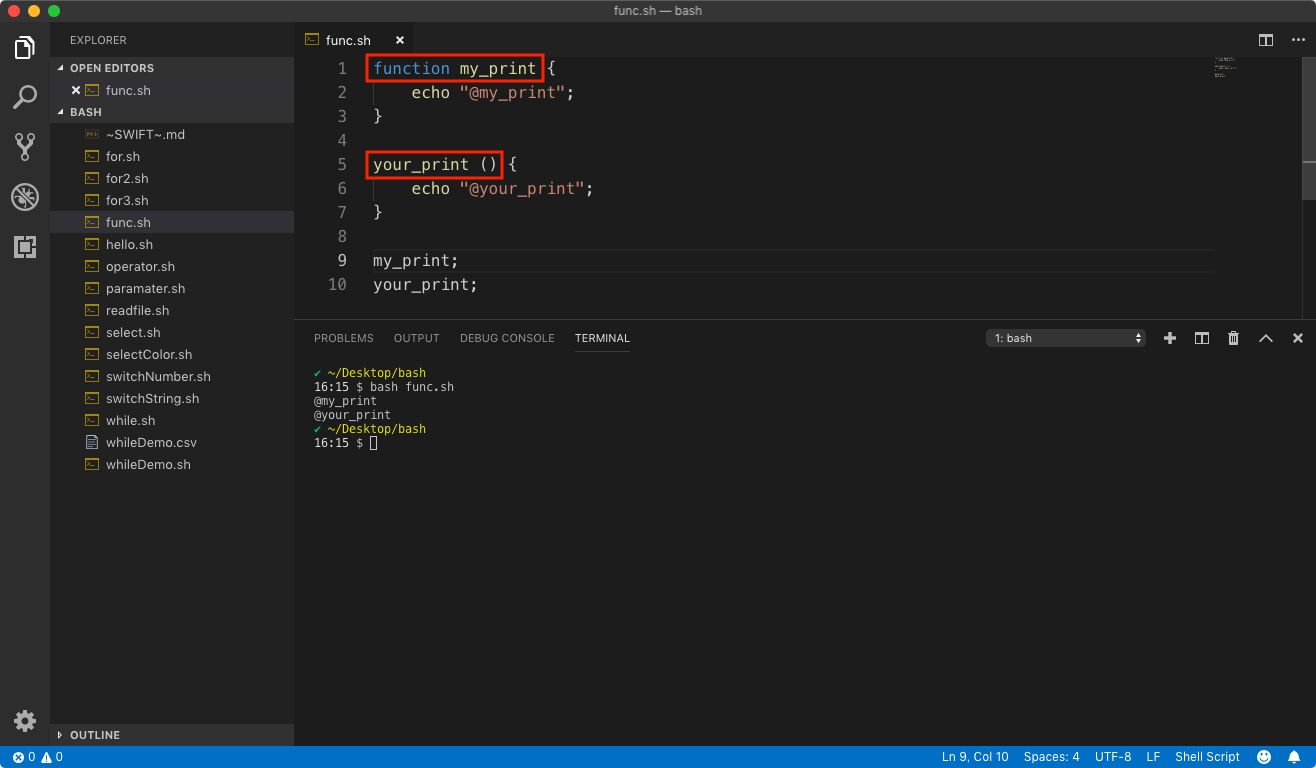 func.sh — bash
EXPLORER
OPEN EDITORS
func.sh
BASH
~SWIFT~.md
for.sh
for2.sh
for3.sh
func.sh
hello.sh
operator.sh
paramater.sh
readfile.sh
select.sh
selectColor.sh
switchNumber.sh
switchString.sh
while.sh
whileDemo.csv
whileDemo.sh
OUTLINE
func.sh
1 function my_print {
2 echo "@my_print";
3 }
4
5 your_print () {
6 echo "@your_print";
7 }
8
9 my_print;
10 your_print;
PROBLEMS OUTPUT DEBUG CONSOLE TERMINAL 1: bash
✔ ~/Desktop/bash
16:15 $ bash func.sh
@my_print
@your_print
✔ ~/Desktop/bash
16:15 $
0 0 Ln 9, Col 10 Spaces: 4 UTF-8 LF Shell Script